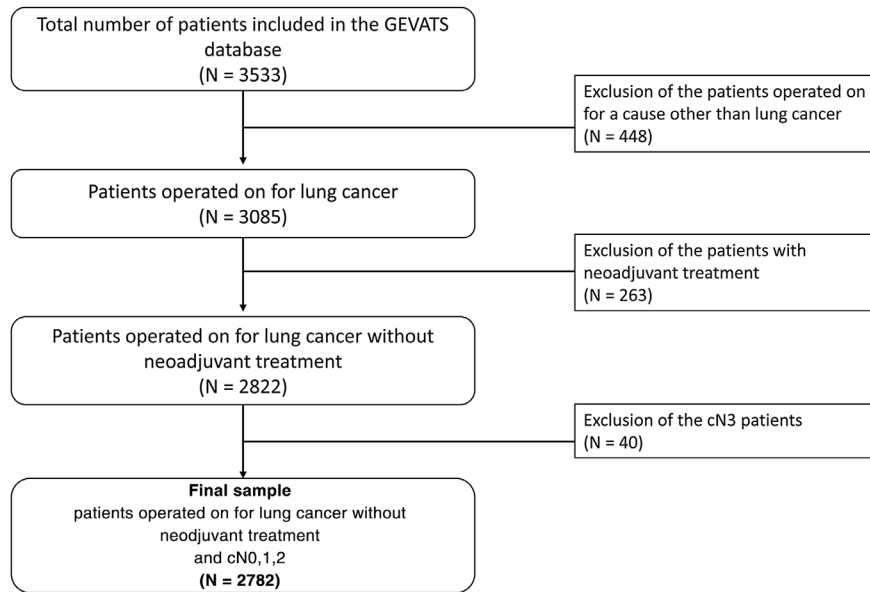 Total number of patients included in the GEVATS
database
(N = 3533)
Exclusion of the patients operated on
for a cause other than lung cancer
(N = 448)
Patients operated on for lung cancer
(N = 3085)
Exclusion of the patients with
neoadjuvant treatment
(N = 263)
Patients operated on for lung cancer without
neoadjuvant treatment
(N = 2822)
Exclusion of the cN3 patients
(N = 40)
Final sample
patients operated on for lung cancer without
neodjuvant treatment
and cN0,1,2
(N = 2782)